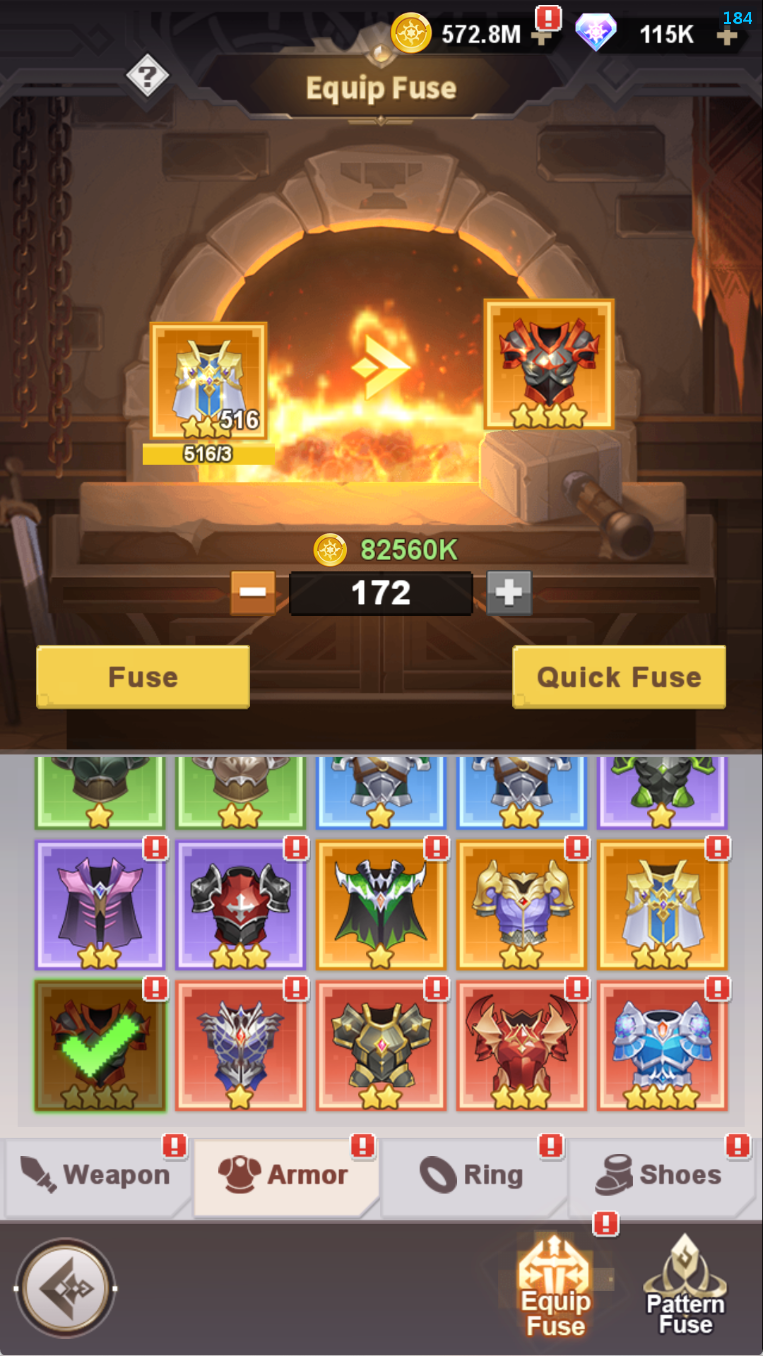 184
572.8M
115K
?
Equip Fuse
516
516/3
82560K
172
Fuse
Quick Fuse
Weapon
Armor
Ring
Shoes
Equip
Fuse
Pattern
Fuse